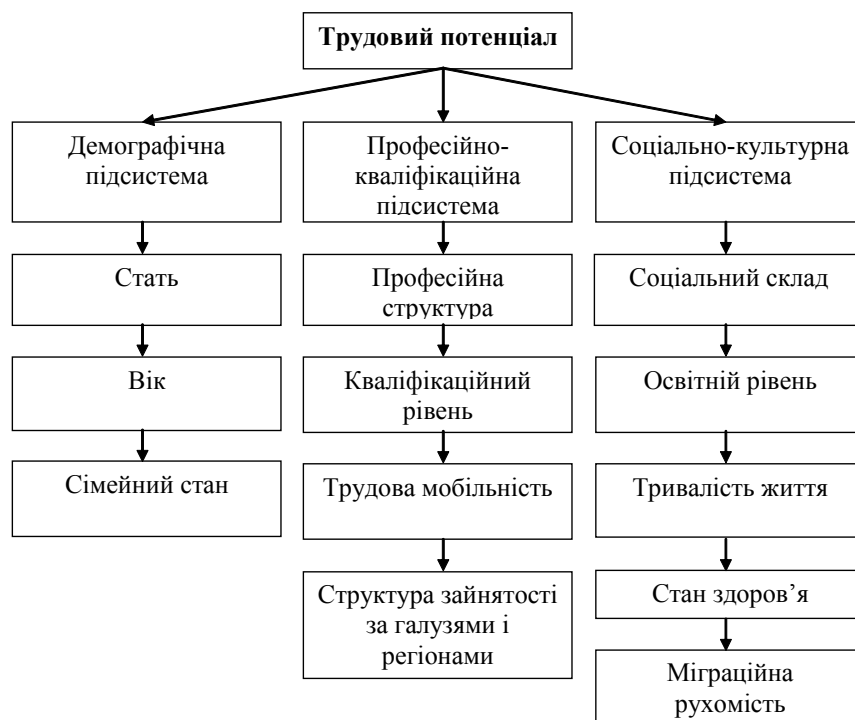 Трудовий потенціал
Демографічна
підсистема
Професійно-
кваліфікаційна
підсистема
Соціально-культурна
підсистема
Стать
Професійна
структура
Соціальний склад
Вік
Кваліфікаційний
рівень
Освітній рівень
Сімейний стан
Трудова мобільність
Тривалість життя
Структура зайнятості
за галузями і
регіонами
Стан здоров’я
Міграційна
рухомість